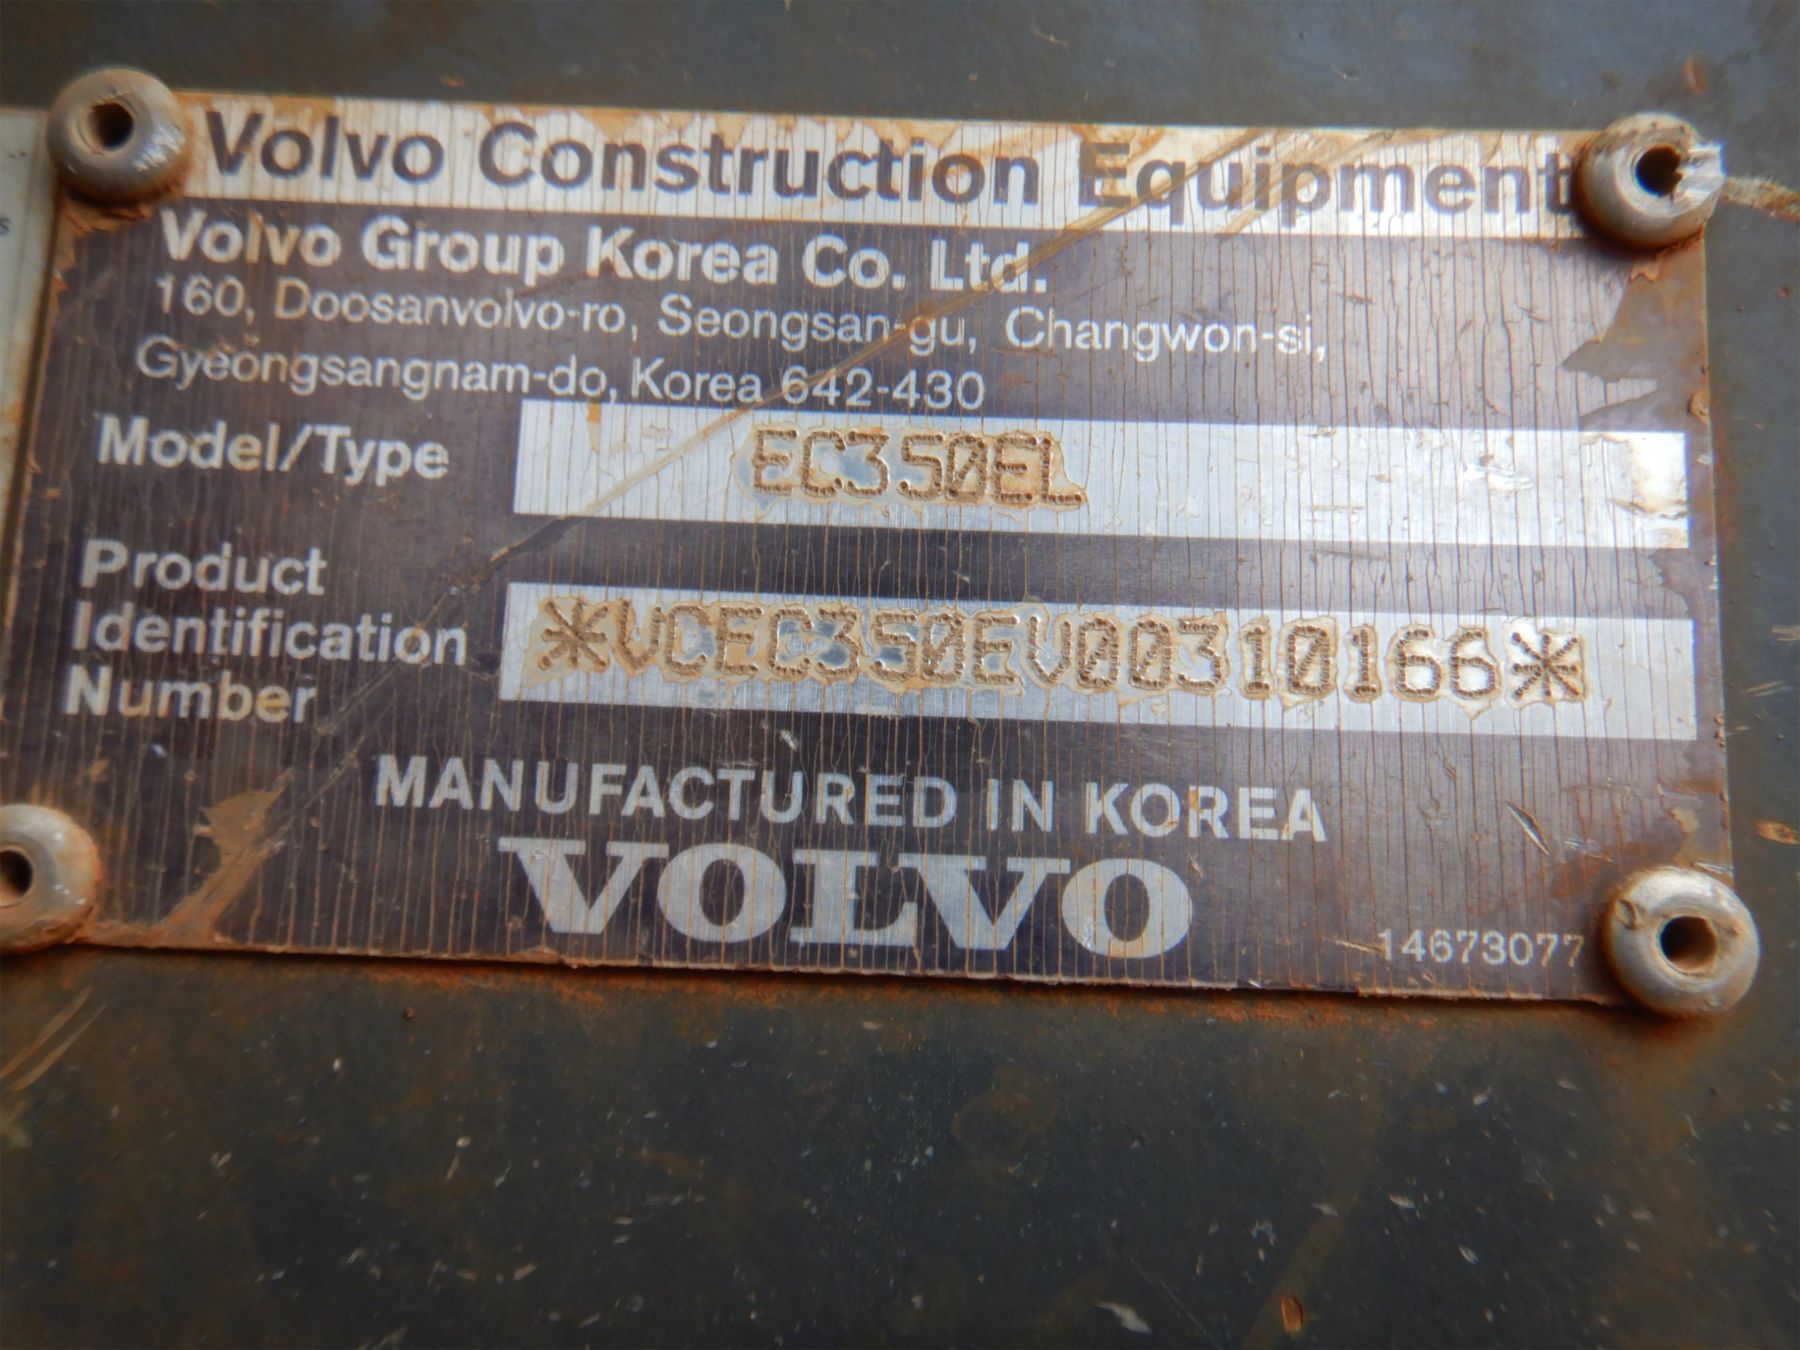 Volvo Construction Equipment
Volvo Group Korea Co. Ltd.
160, Doosanvolvo-ro, Seongsan-gu, Changwon-si,
Gyeongsangnam-do, Korea 642-430
Model/Type EC350EL
Product
Identification
Number
*VCEC350EV00310166*
MANUFACTURED IN KOREA
VOLVO
14673077